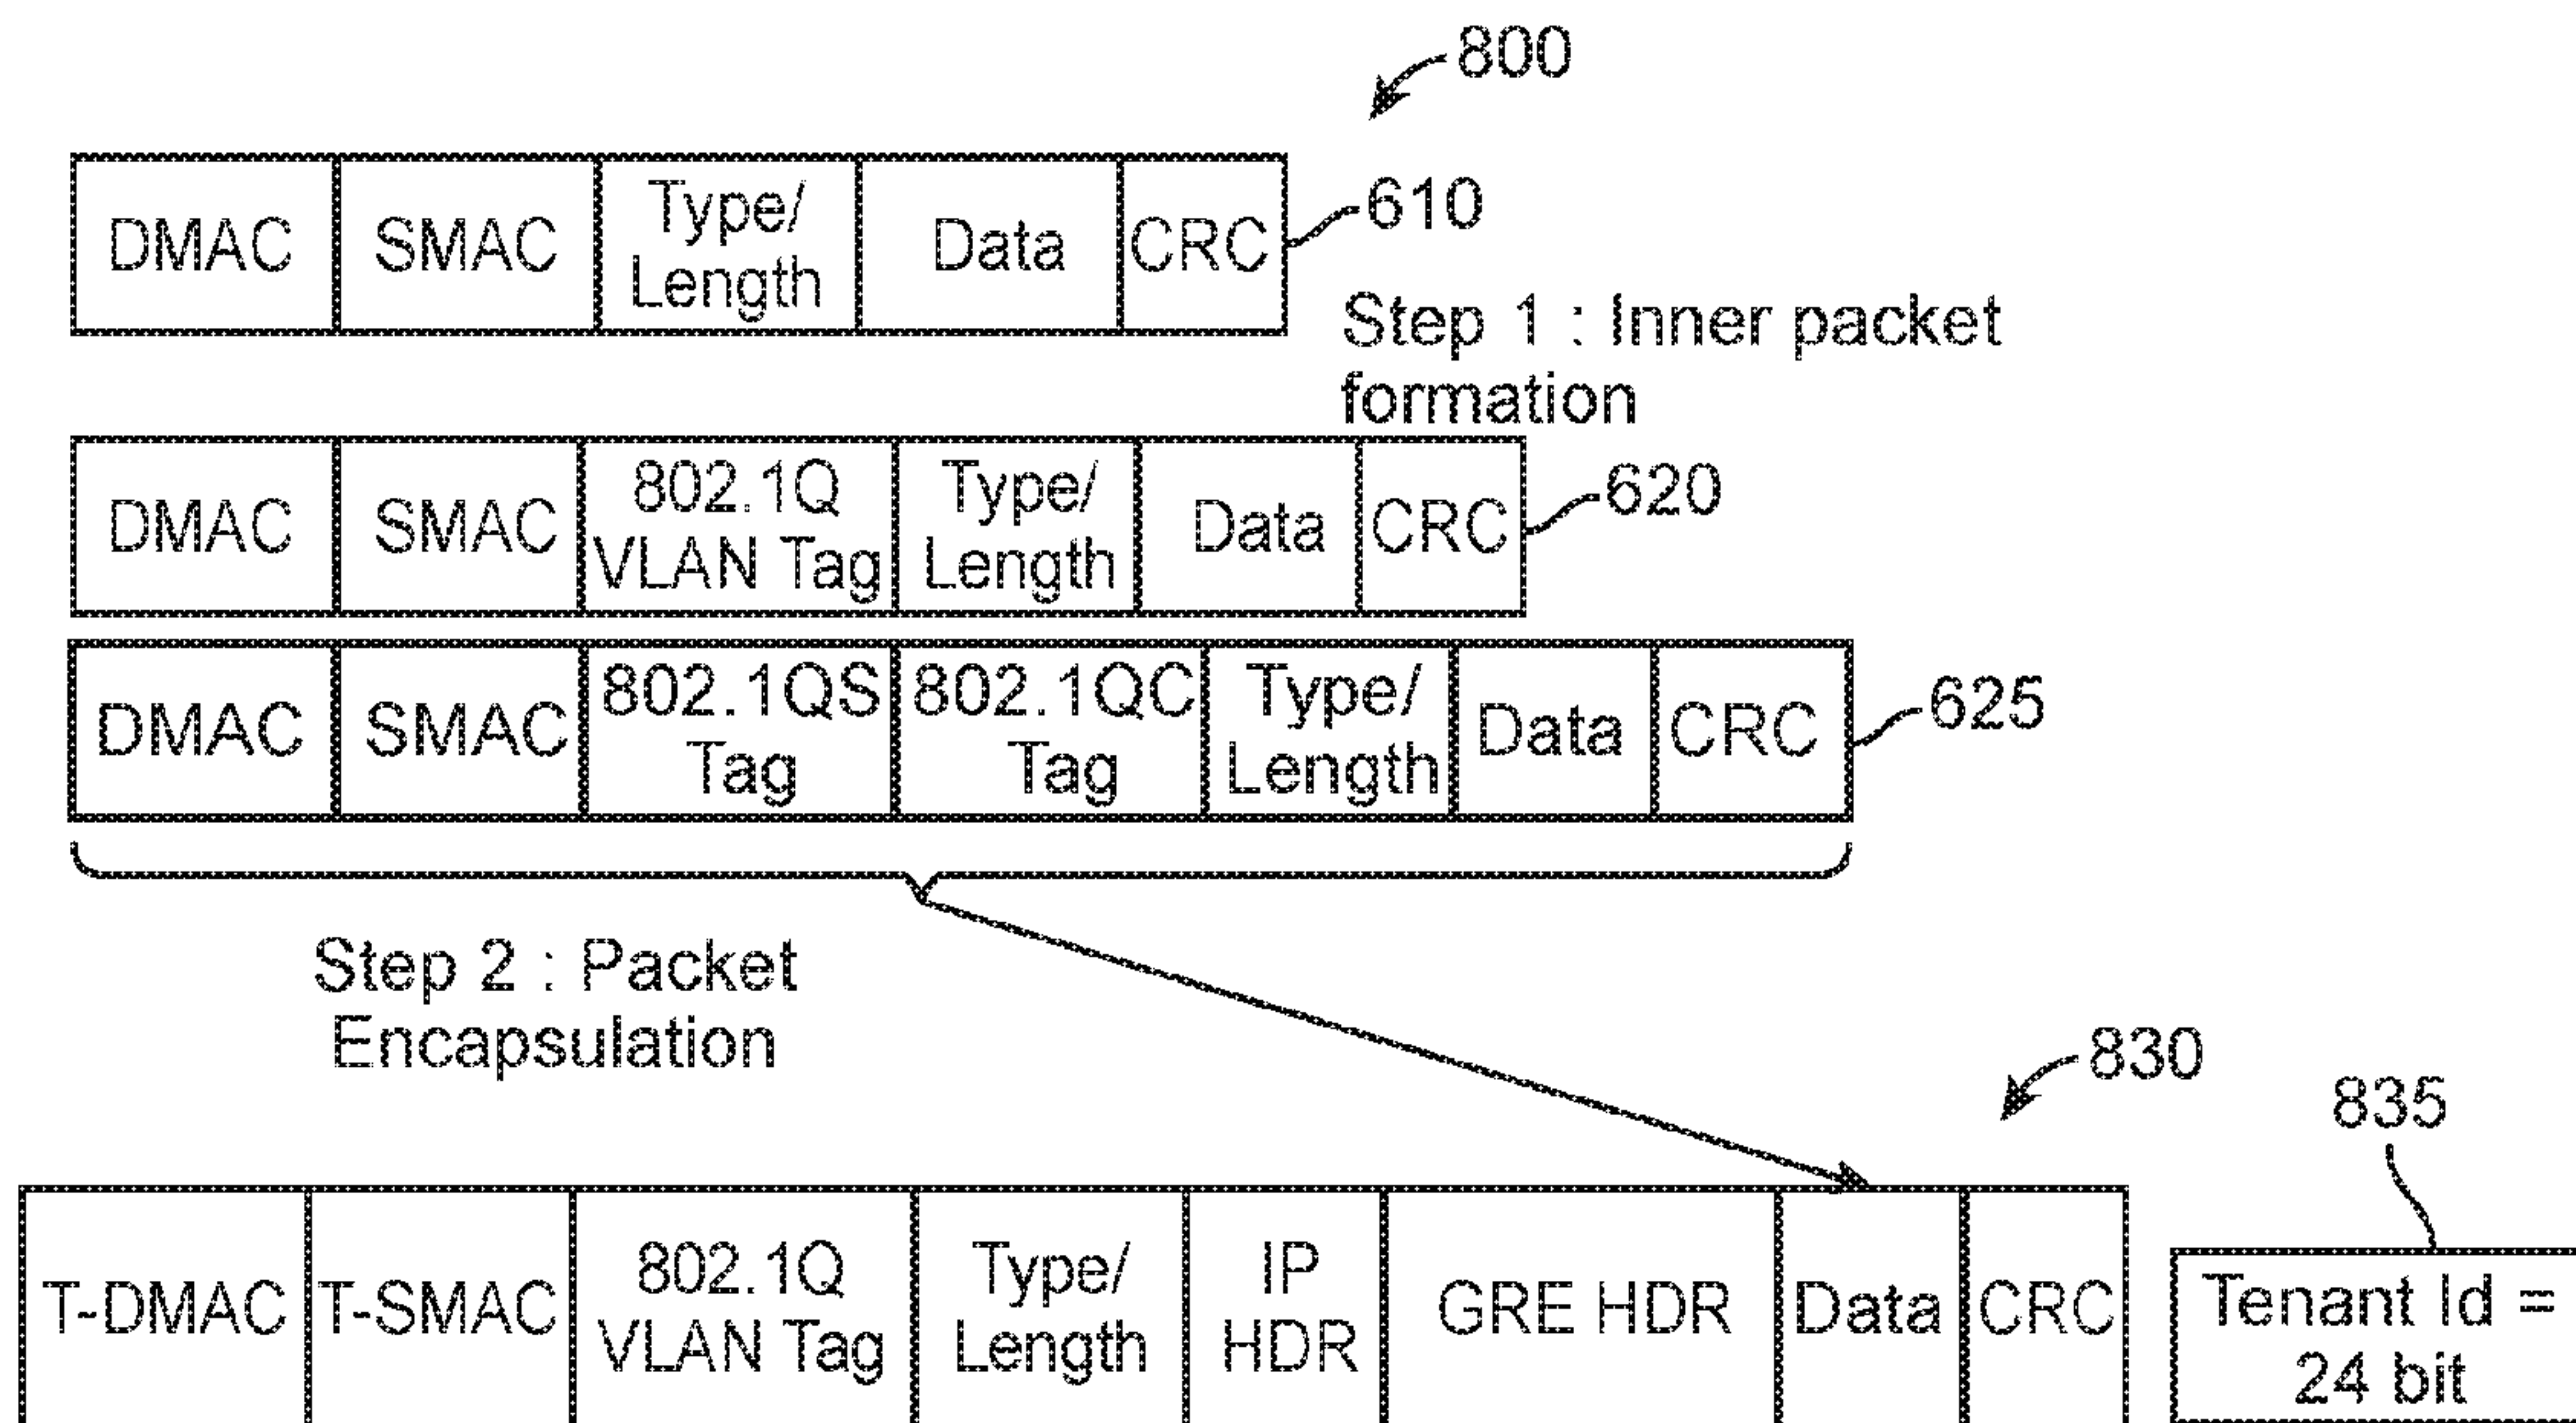 800
DMAC SMAC Type/ Length Data CRC 610
Step 1 : Inner packet
formation
DMAC SMAC 802.1Q VLAN Tag Type/ Length Data CRC 620
DMAC SMAC 802.1QS Tag 802.1QC Tag Type/ Length Data CRC 625
Step 2 : Packet
Encapsulation
830
835
T-DMAC T-SMAC 802.1Q VLAN Tag Type/ Length IP HDR GRE HDR Data CRC
Tenant Id =
24 bit